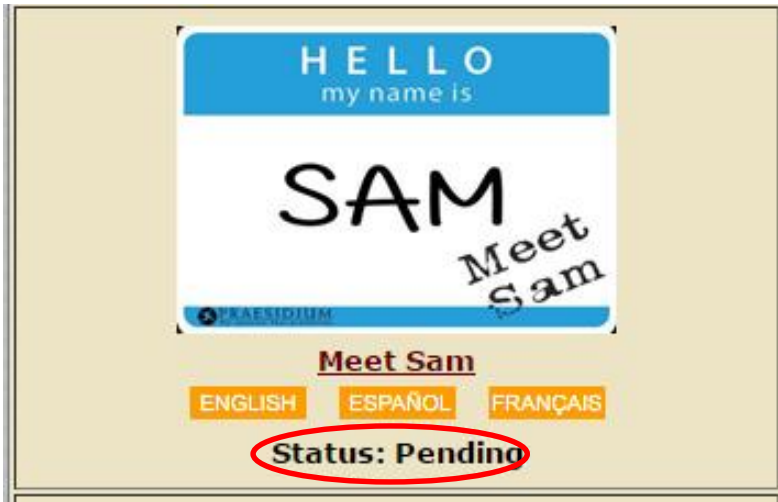 HELLO
my name is
SAM
Meet
Sam
PRAESIDIUM
Meet Sam
ENGLISH ESPAÑOL FRANÇAIS
Status: Pending